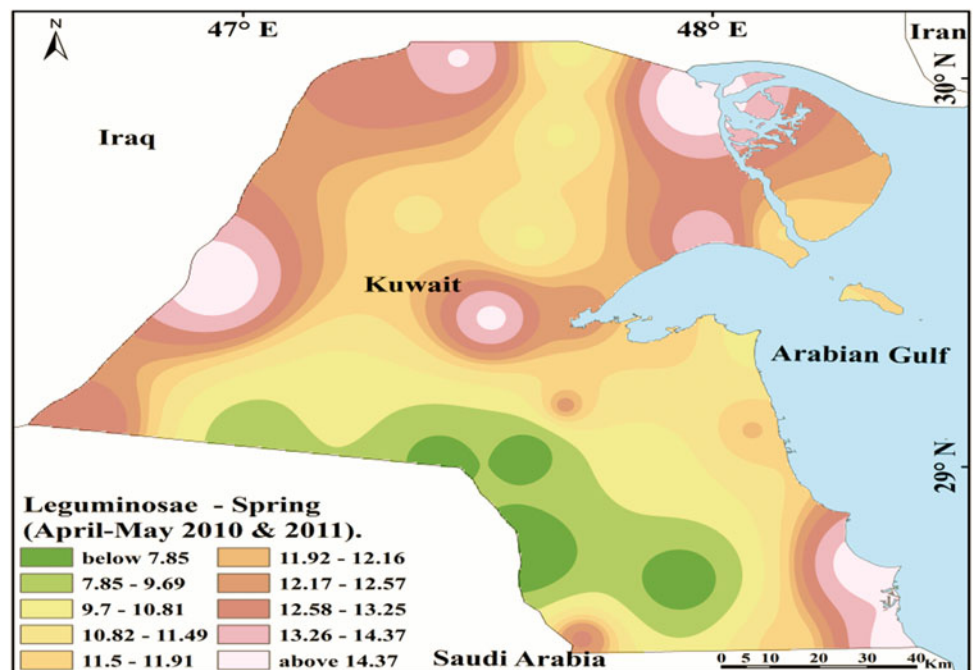 N
47° E
48° E
Iran
30° N
Iraq
Kuwait
Arabian Gulf
29° N
Leguminosae - Spring
(April-May 2010 & 2011).
below 7.85
7.85 - 9.69
9.7 - 10.81
10.82 - 11.49
11.5 - 11.91
11.92 - 12.16
12.17 - 12.57
12.58 - 13.25
13.26 - 14.37
above 14.37
Saudi Arabia
0 5 10 20 30 40 Km